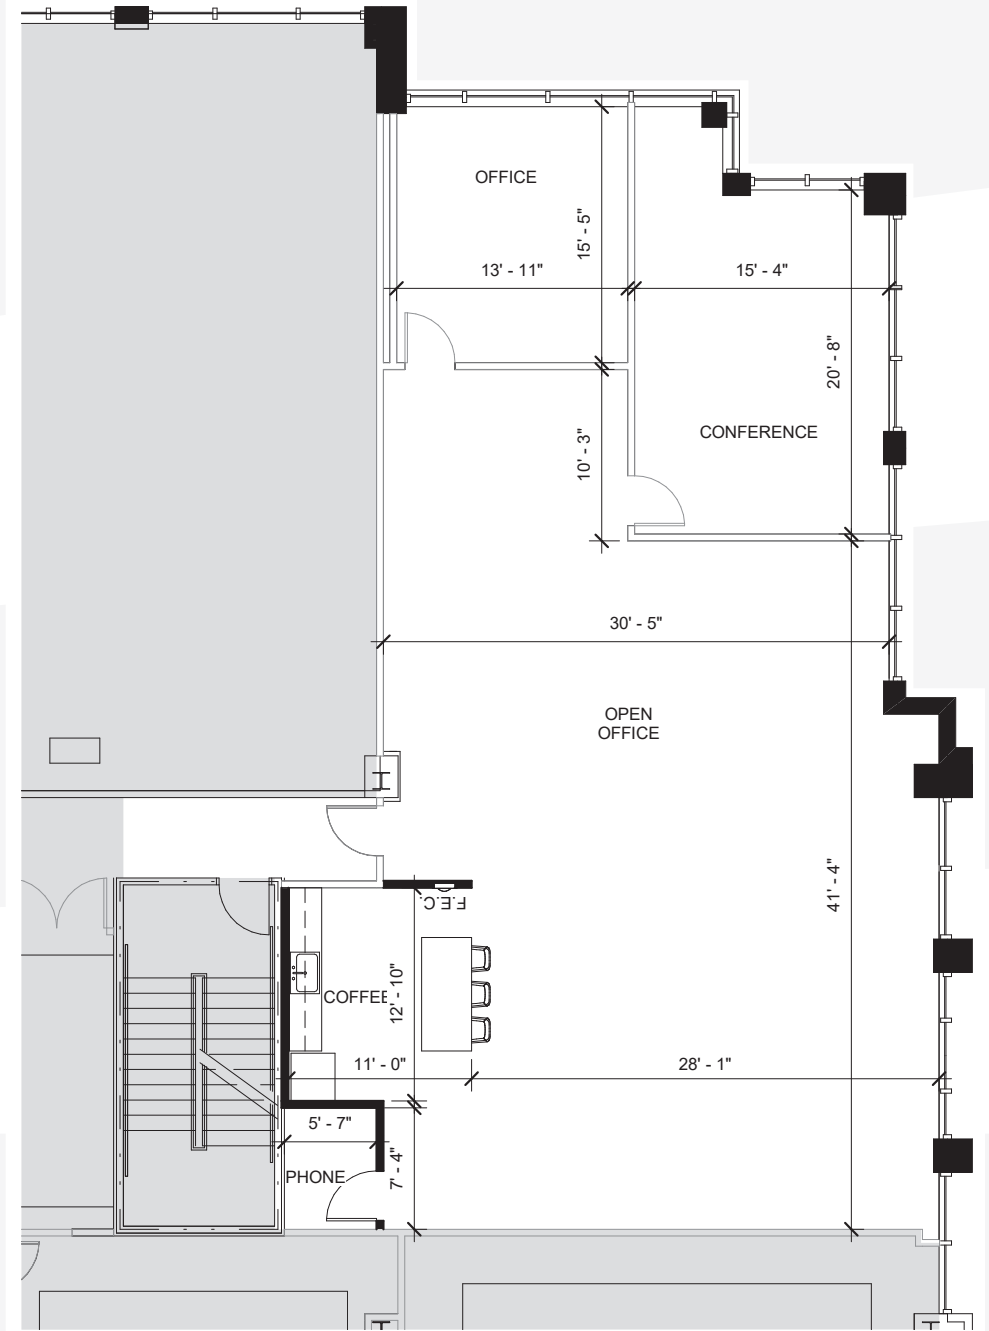 OFFICE
15' - 5"
13' - 11"
15' - 4"
20' - 8"
CONFERENCE
10' - 3"
30' - 5"
OPEN
OFFICE
41' - 4"
F.E.C.
COFFEE
12' - 10"
11' - 0"
28' - 1"
5' - 7"
PHONE
7' - 4"